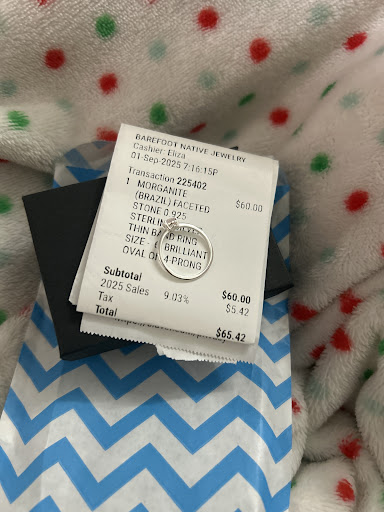 BAREFOOT NATIVE JEWELRY
Cashier: Eliza
01-Sep-2025 7:16:15P
Transaction 225402
1 MORGANITE $60.00
(BRAZIL) FACETED
STONE 0.925
THIN BAND RING
SIZE - BRILLIANT
OVAL 4-PRONG
Subtotal $60.00
2025 Sales 9.03% $5.42
Tax
Total $65.42